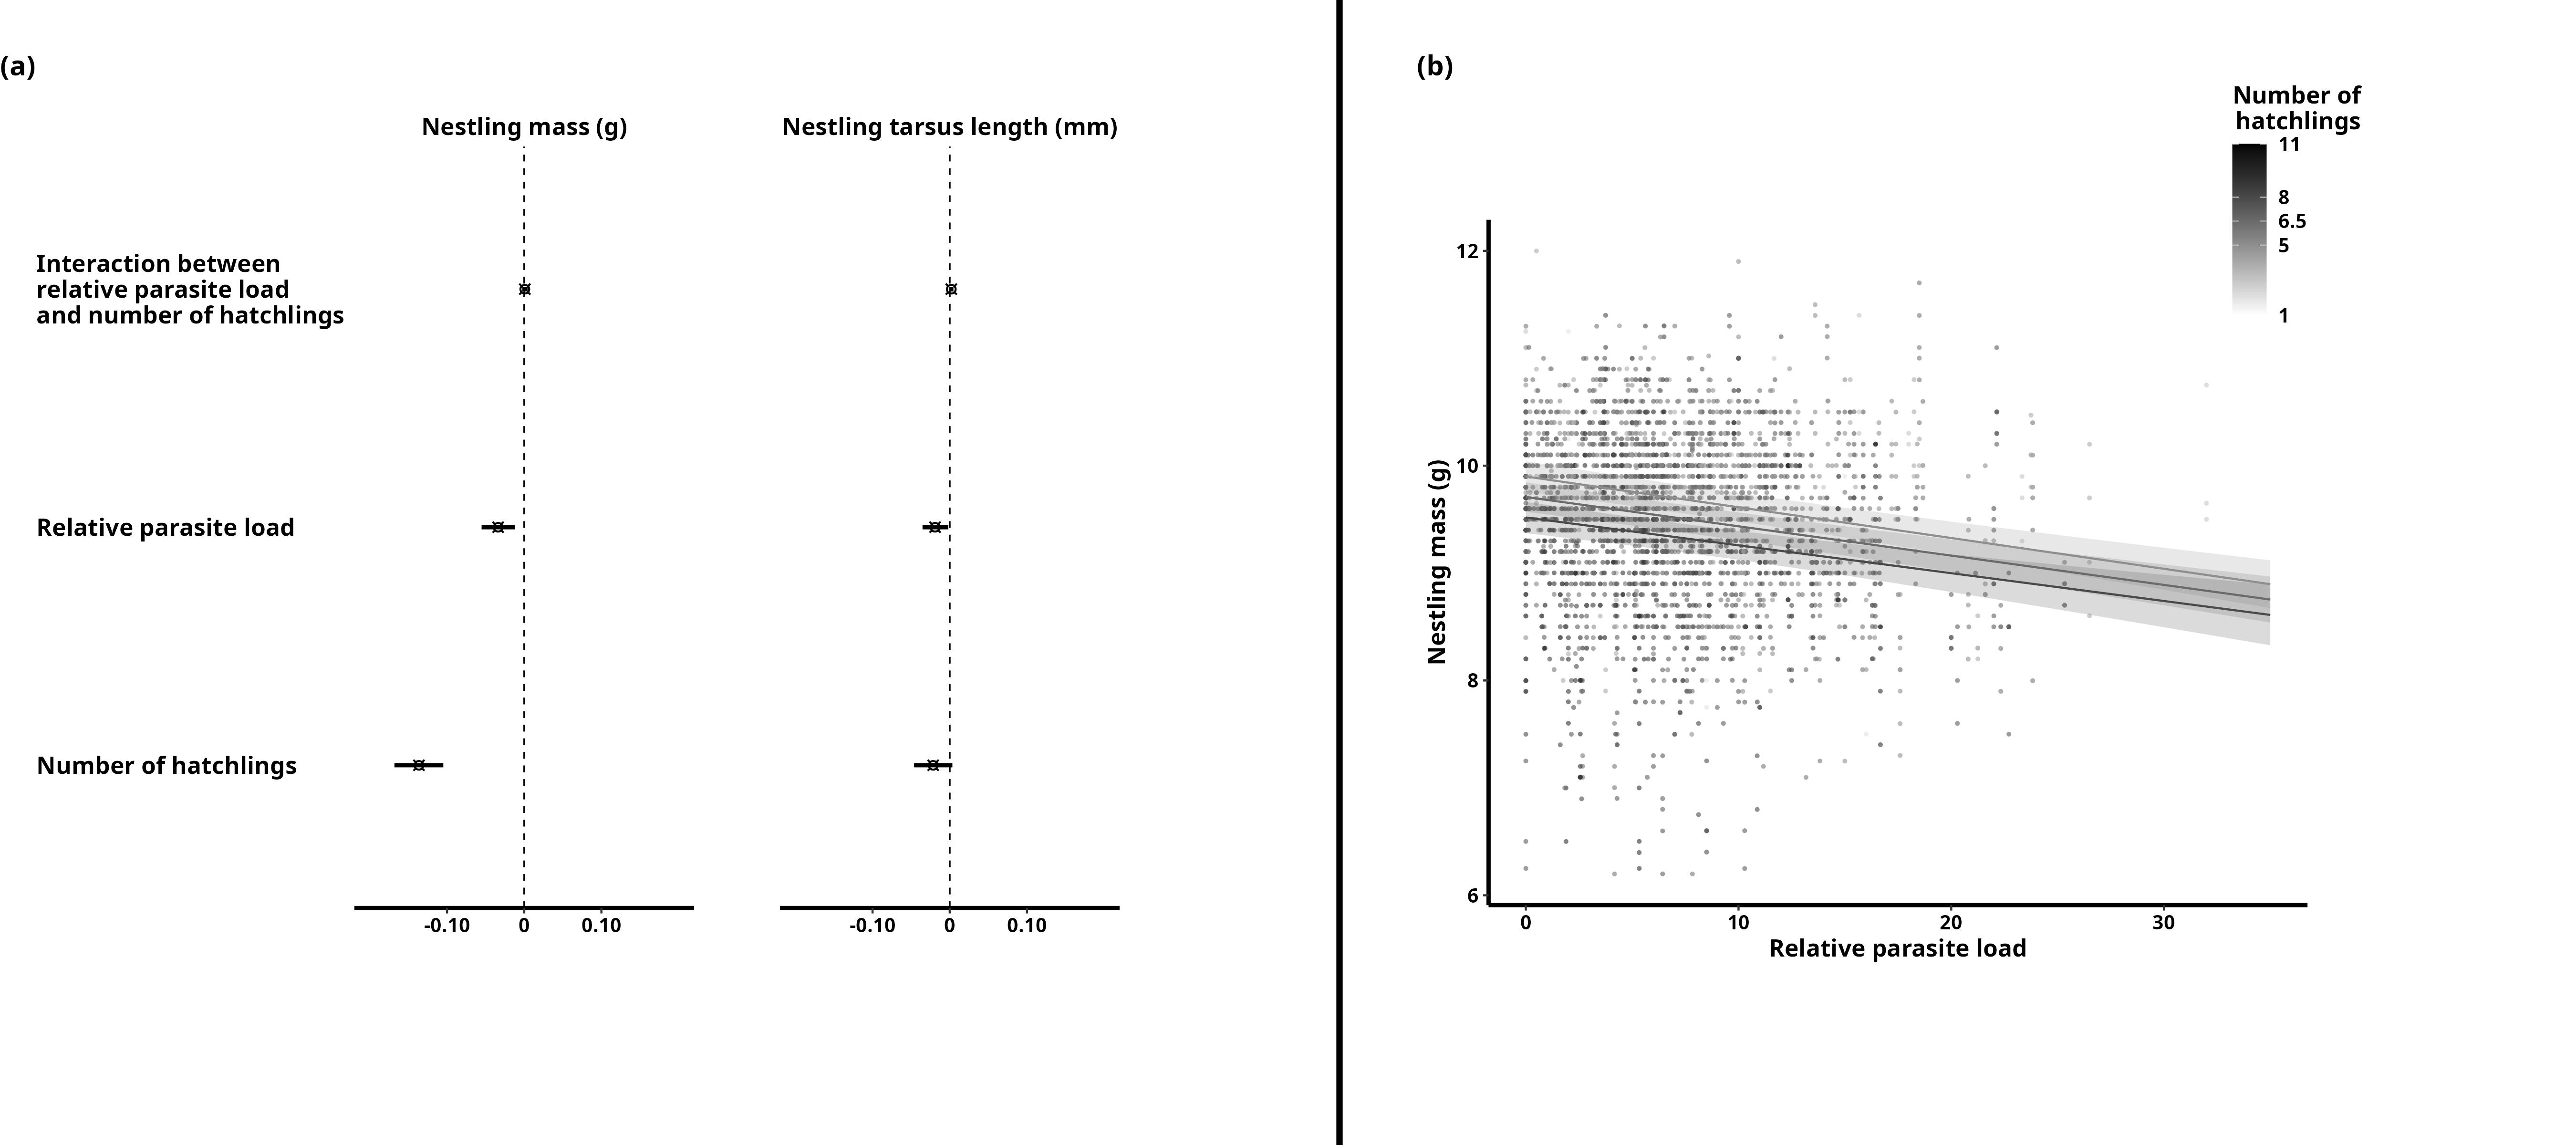 (a)
Nestling mass (g)
Nestling tarsus length (mm)
Interaction between
relative parasite load
and number of hatchlings
Relative parasite load
Number of hatchlings
-0.10 0 0.10
-0.10 0 0.10
(b)
Number of
hatchlings
11
8
6.5
5
1
Nestling mass (g)
12
10
8
6
0 10 20 30
Relative parasite load